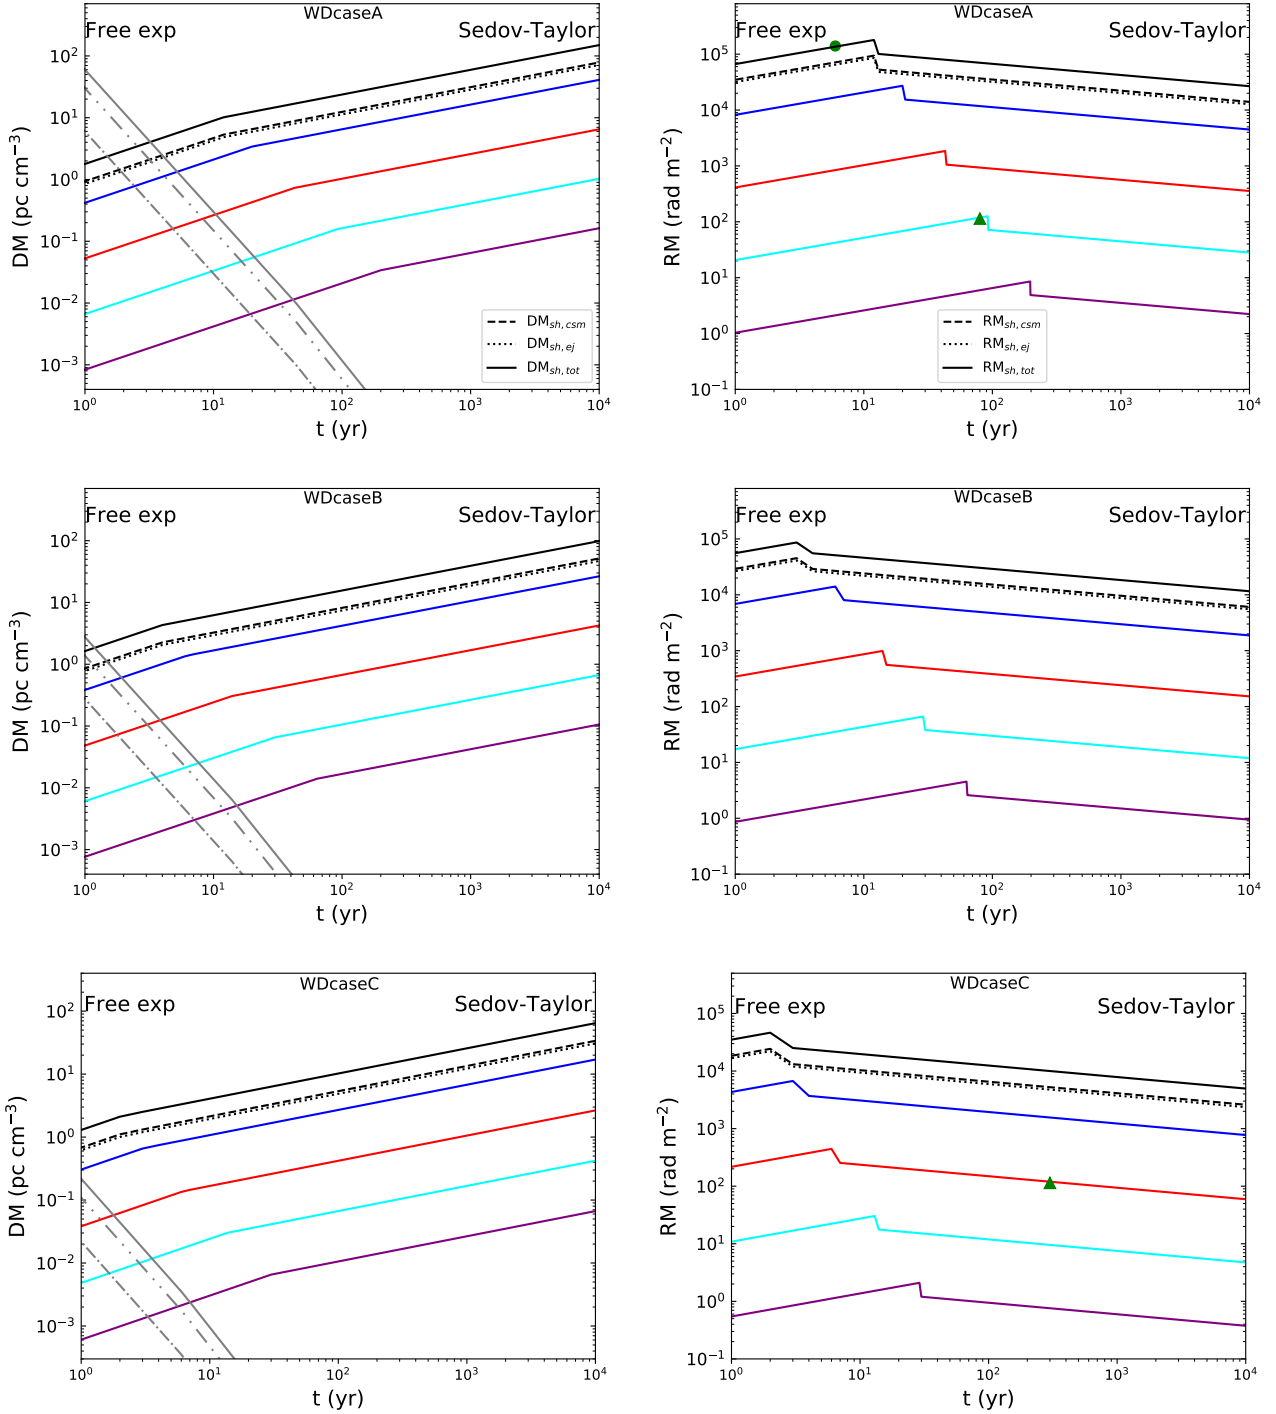 WDcaseA
Free exp
Sedov-Taylor
DM (pc cm⁻³)
10²
10¹
10⁰
10⁻¹
10⁻²
10⁻³
DM_sh,csm
DM_sh,ej
DM_sh,tot
10⁰ 10¹ 10² 10³ 10⁴
t (yr)
WDcaseA
Free exp
Sedov-Taylor
RM (rad m⁻²)
10⁵
10⁴
10³
10²
10¹
10⁰
10⁻¹
RM_sh,csm
RM_sh,ej
RM_sh,tot
10⁰ 10¹ 10² 10³ 10⁴
t (yr)
WDcaseB
Free exp
Sedov-Taylor
DM (pc cm⁻³)
10²
10¹
10⁰
10⁻¹
10⁻²
10⁻³
10⁰ 10¹ 10² 10³ 10⁴
t (yr)
WDcaseB
Free exp
Sedov-Taylor
RM (rad m⁻²)
10⁵
10⁴
10³
10²
10¹
10⁰
10⁻¹
10⁰ 10¹ 10² 10³ 10⁴
t (yr)
WDcaseC
Free exp
Sedov-Taylor
DM (pc cm⁻³)
10²
10¹
10⁰
10⁻¹
10⁻²
10⁻³
10⁰ 10¹ 10² 10³ 10⁴
t (yr)
WDcaseC
Free exp
Sedov-Taylor
RM (rad m⁻²)
10⁵
10⁴
10³
10²
10¹
10⁰
10⁻¹
10⁰ 10¹ 10² 10³ 10⁴
t (yr)